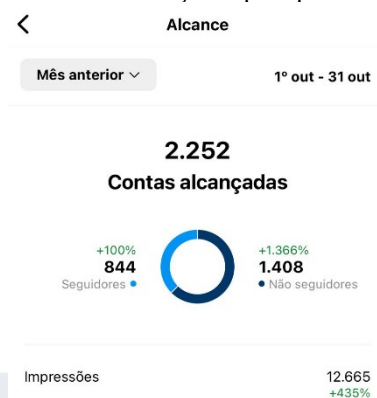 Alcance
Mês anterior
1º out - 31 out
2.252
Contas alcançadas
+100%
844
Seguidores
+1.366%
1.408
Não seguidores
Impressões
12.665
+435%